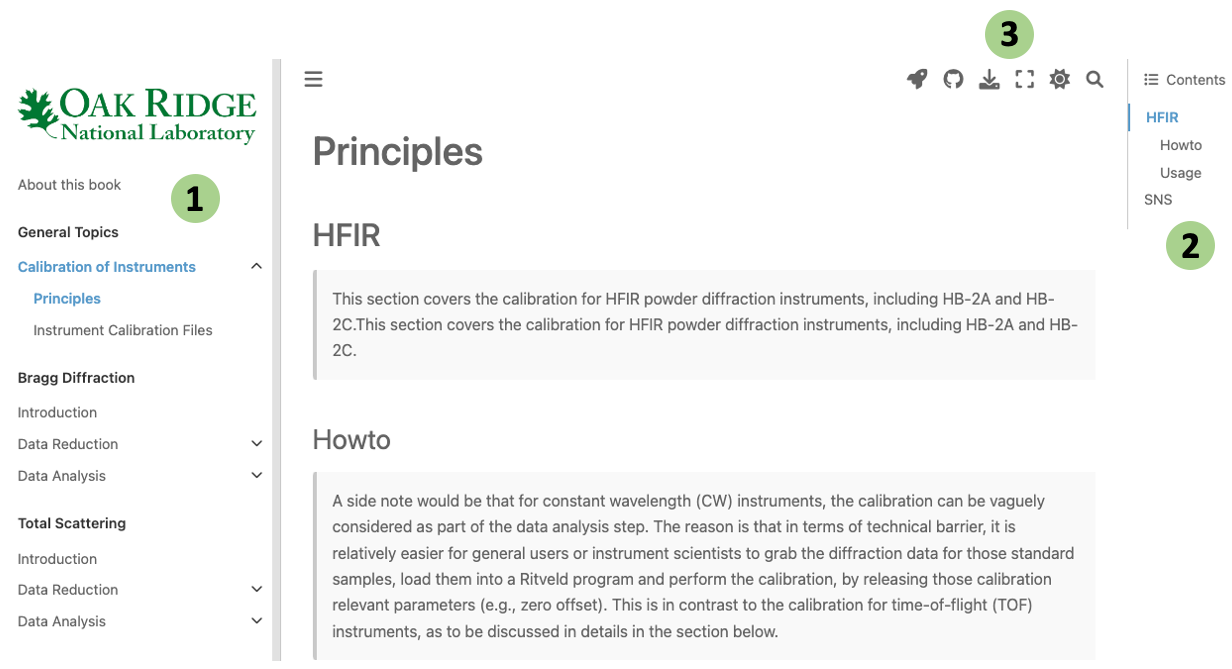 3
OAK RIDGE
National Laboratory
About this book
1
General Topics
Calibration of Instruments
Principles
Instrument Calibration Files
Bragg Diffraction
Introduction
Data Reduction
Data Analysis
Total Scattering
Introduction
Data Reduction
Data Analysis
Principles
HFIR
This section covers the calibration for HFIR powder diffraction instruments, including HB-2A and HB-
2C.This section covers the calibration for HFIR powder diffraction instruments, including HB-2A and HB-
2C.
Howto
A side note would be that for constant wavelength (CW) instruments, the calibration can be vaguely
considered as part of the data analysis step. The reason is that in terms of technical barrier, it is
relatively easier for general users or instrument scientists to grab the diffraction data for those standard
samples, load them into a Ritveld program and perform the calibration, by releasing those calibration
relevant parameters (e.g., zero offset). This is in contrast to the calibration for time-of-flight (TOF)
instruments, as to be discussed in details in the section below.
Contents
HFIR
Howto
Usage
SNS
2